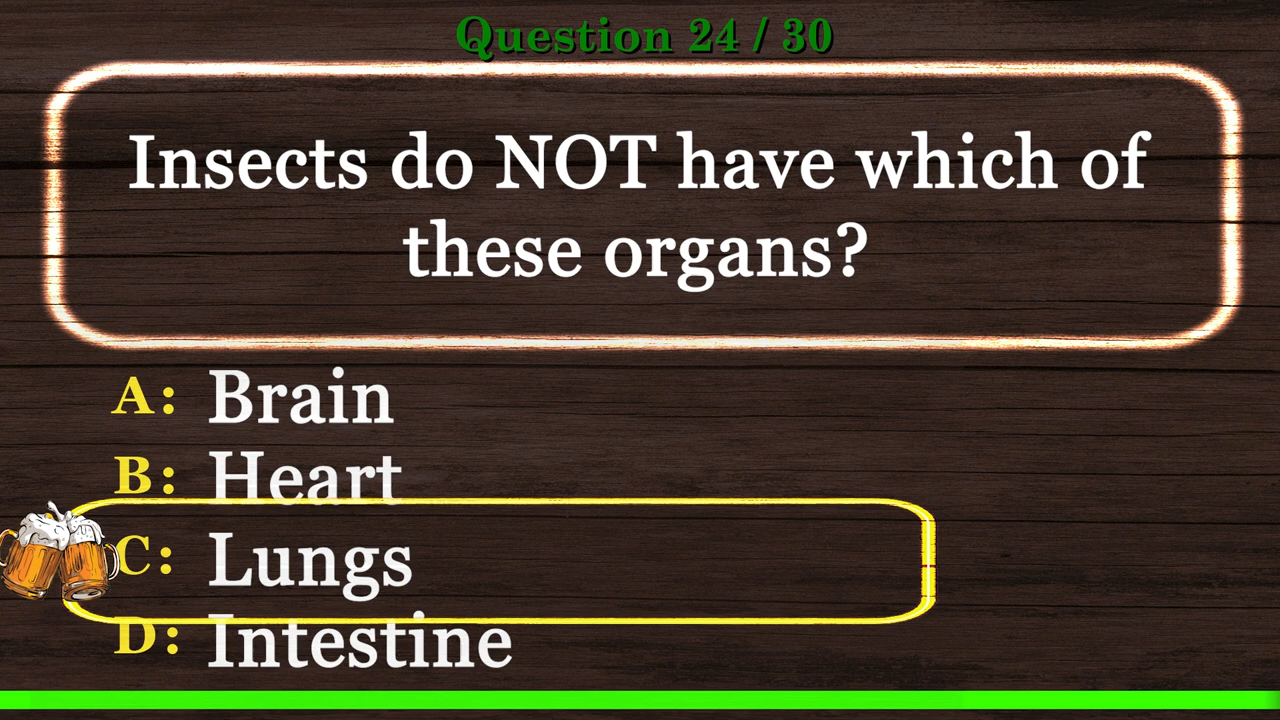 Question 24 / 30
Insects do NOT have which of
these organs?
A: Brain
B: Heart
C: Lungs
D: Intestine